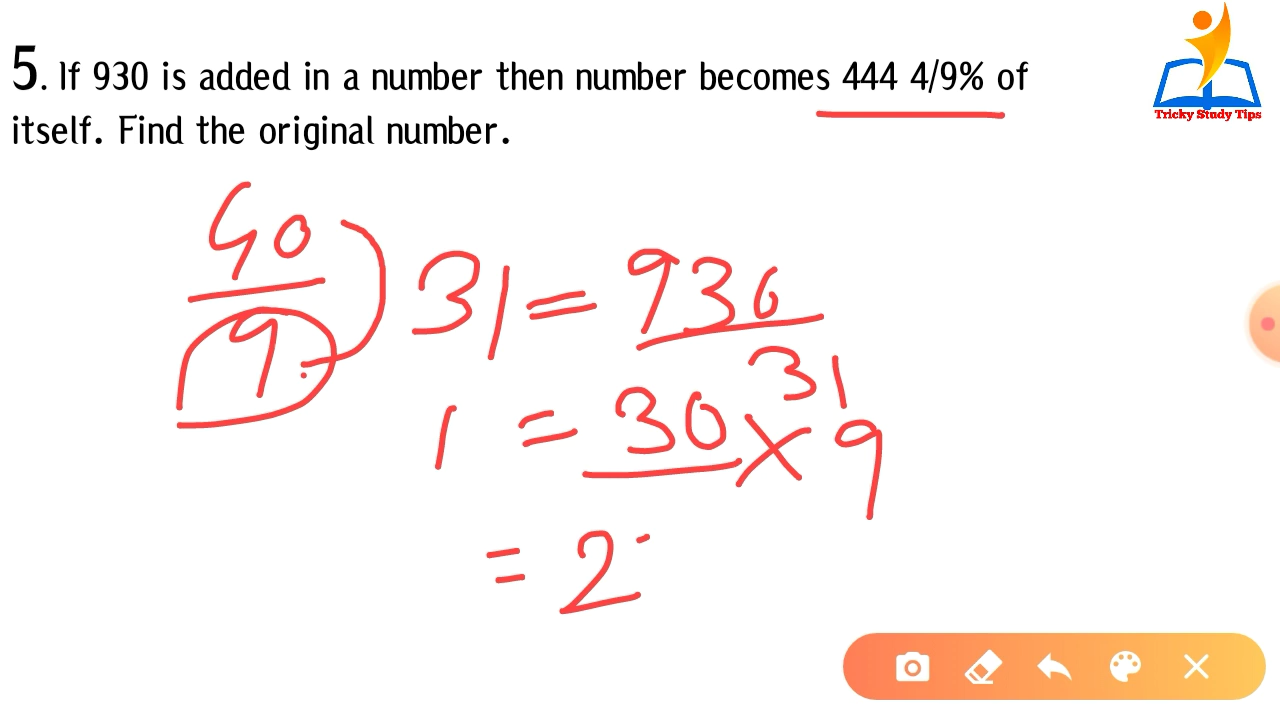 5. If 930 is added in a number then number becomes 444 4/9% of
itself. Find the original number.
Tricky Study Tips
40
9
31 = 930
31
1 = 30 × 9
= 2